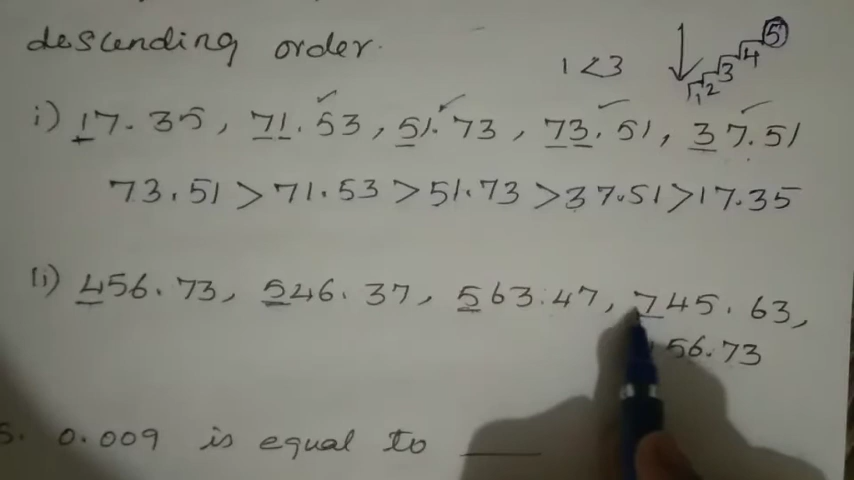 descending order.
1 < 3
1 2 3 4 5
i) 17.35, 71.53, 51.73, 73.51, 37.51
73.51 > 71.53 > 51.73 > 37.51 > 17.35
ii) 456.73, 546.37, 563.47, 745.63,
56.73
5. 0.009 is equal to ____